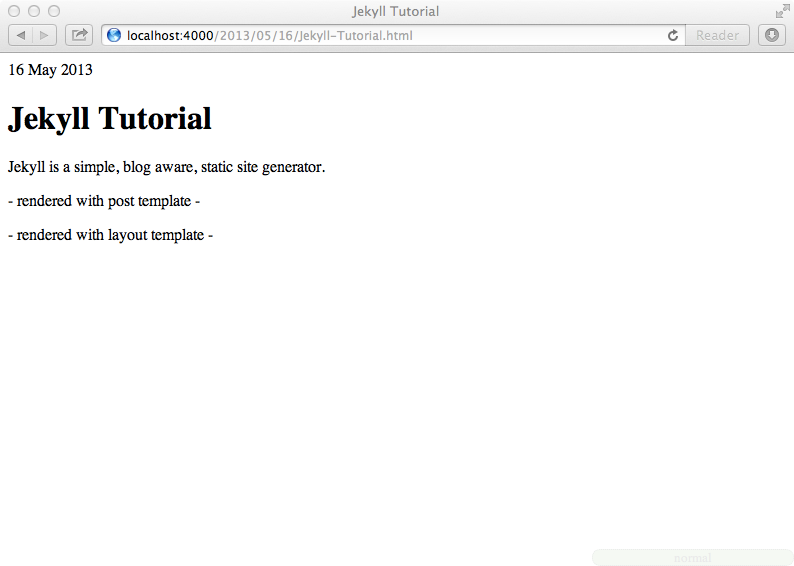 Jekyll Tutorial
localhost:4000/2013/05/16/Jekyll-Tutorial.html
Reader
16 May 2013
Jekyll Tutorial
Jekyll is a simple, blog aware, static site generator.
- rendered with post template -
- rendered with layout template -
normal